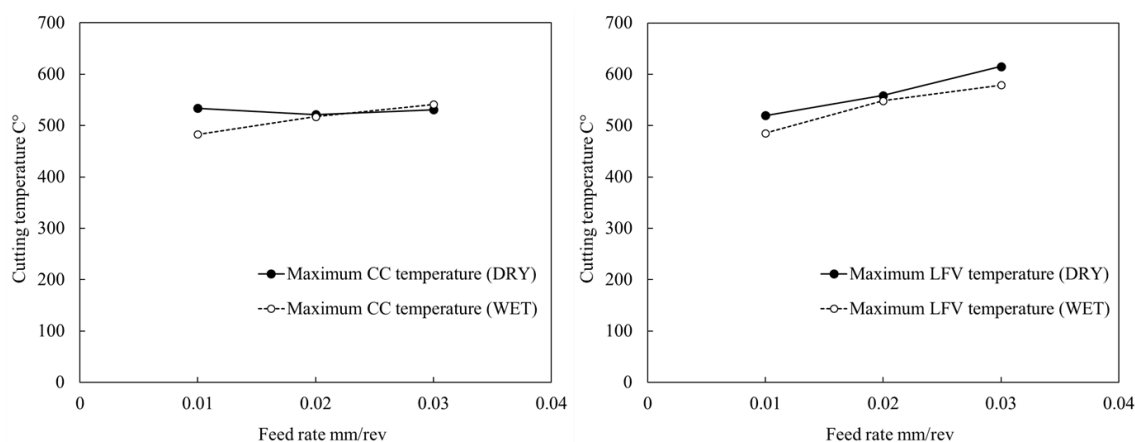 700
600
500
400
300
200
100
0
Cutting temperature C°
Maximum CC temperature (DRY)
Maximum CC temperature (WET)
0 0.01 0.02 0.03 0.04
Feed rate mm/rev
700
600
500
400
300
200
100
0
Cutting temperature C°
Maximum LFV temperature (DRY)
Maximum LFV temperature (WET)
0 0.01 0.02 0.03 0.04
Feed rate mm/rev